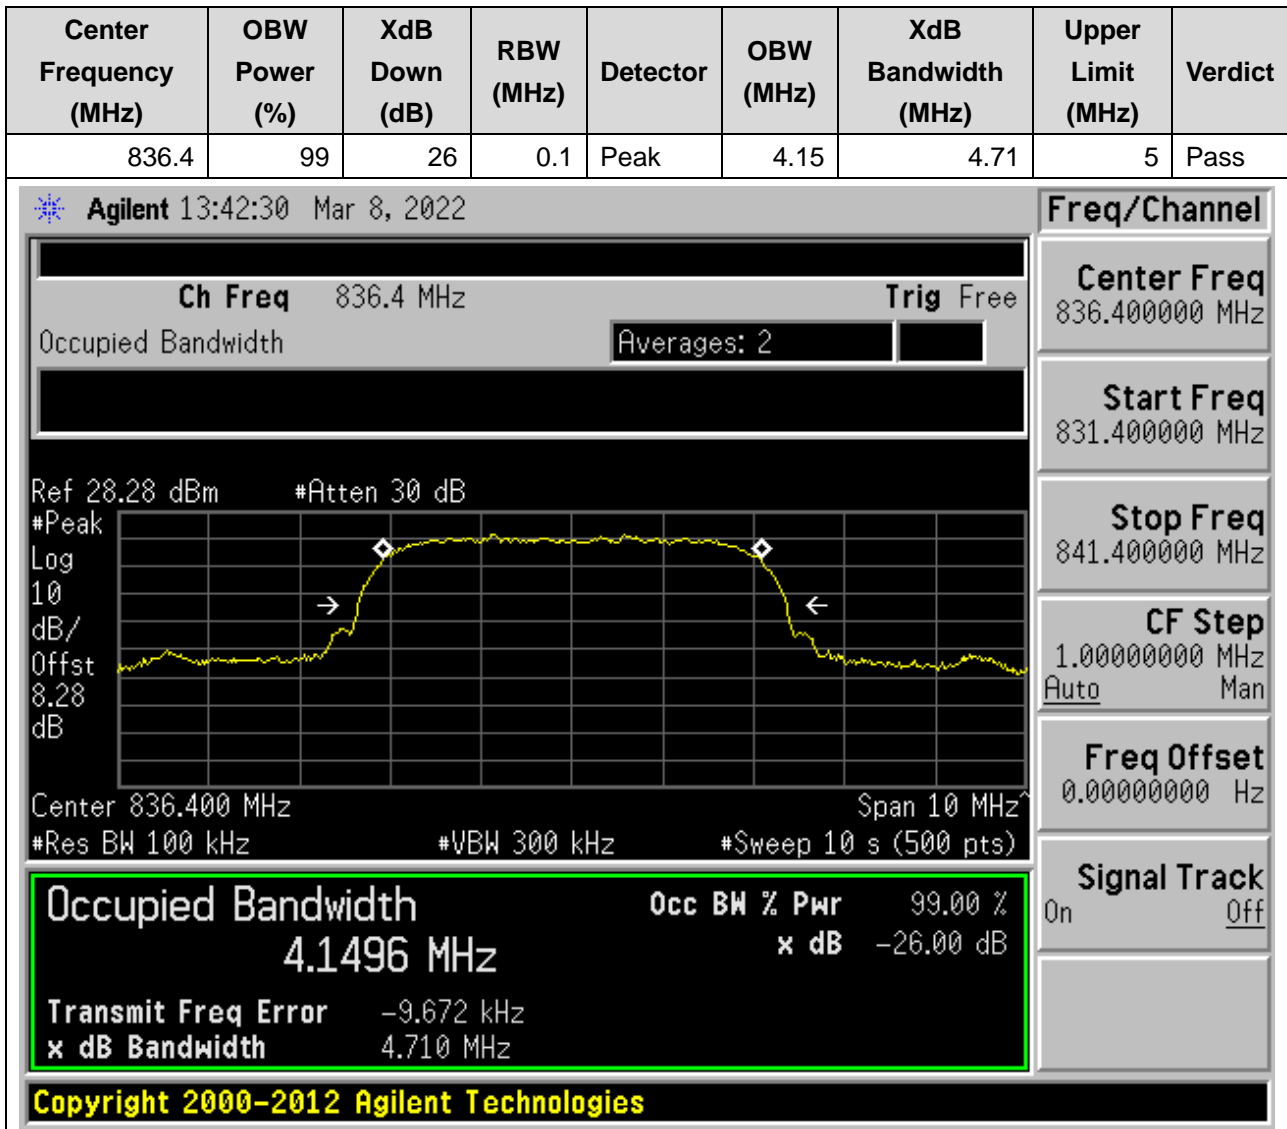 Center Frequency (MHz) OBW Power (%) XdB Down (dB) RBW (MHz) Detector OBW (MHz) XdB Bandwidth (MHz) Upper Limit (MHz) Verdict
836.4 99 26 0.1 Peak 4.15 4.71 5 Pass
Agilent 13:42:30 Mar 8, 2022
Freq/Channel
Ch Freq 836.4 MHz Trig Free
Occupied Bandwidth Averages: 2
Center Freq
836.400000 MHz
Start Freq
831.400000 MHz
Stop Freq
841.400000 MHz
CF Step
1.00000000 MHz
Auto Man
Freq Offset
0.00000000 Hz
Signal Track
On Off
Ref 28.28 dBm #Atten 30 dB
#Peak
Log
10
dB/
Offst
8.28
dB
Center 836.400 MHz Span 10 MHz^
#Res BW 100 kHz #VBW 300 kHz #Sweep 10 s (500 pts)
Occupied Bandwidth Occ BW % Pwr 99.00 %
4.1496 MHz x dB -26.00 dB
Transmit Freq Error -9.672 kHz
x dB Bandwidth 4.710 MHz
Copyright 2000-2012 Agilent Technologies